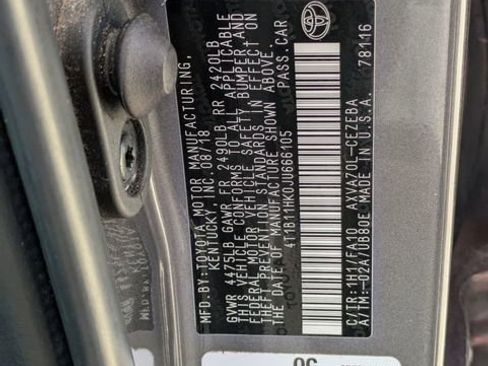 MFD.BY:TOYOTA MOTOR MANUFACTURING,
KENTUCKY, INC. 08/18
GVWR 4475LB GAWR FR 2490LB RR 2420LB
THIS VEHICLE CONFORMS TO ALL APPLICABLE
FEDERAL MOTOR VEHICLE SAFETY, BUMPER, AND
THEFT PREVENTION STANDARDS IN EFFECT ON
THE DATE OF MANUFACTURE SHOWN ABOVE.
4T1B11HK0JU666105 PASS.CAR
C/TR:1H1/FA10 AXVA70L-CEZEBA
A/TM:-02A/UB80E MADE IN U.S.A. 78146